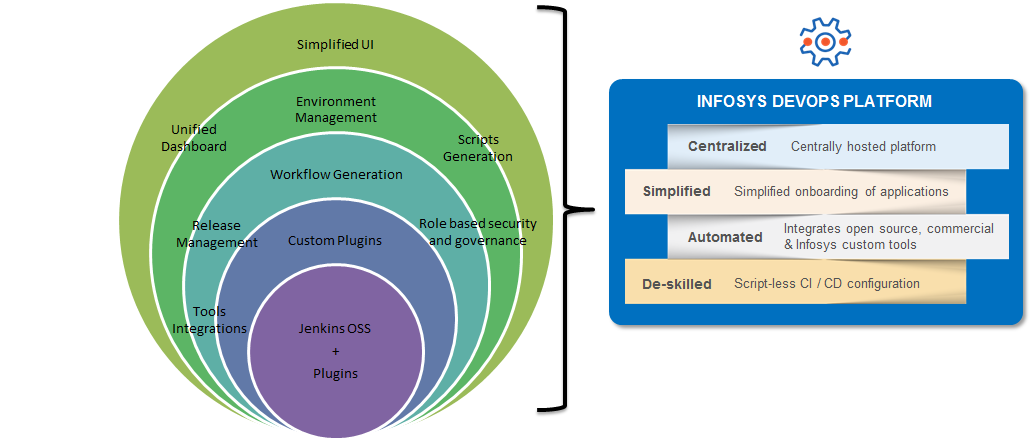 Simplified UI
Environment
Management
Unified
Dashboard
Scripts
Generation
Workflow Generation
Release
Management
Role based security
and governance
Custom Plugins
Tools
Integrations
Jenkins OSS
+
Plugins
INFOSYS DEVOPS PLATFORM
Centralized Centrally hosted platform
Simplified Simplified onboarding of applications
Automated Integrates open source, commercial
& Infosys custom tools
De-skilled Script-less CI / CD configuration